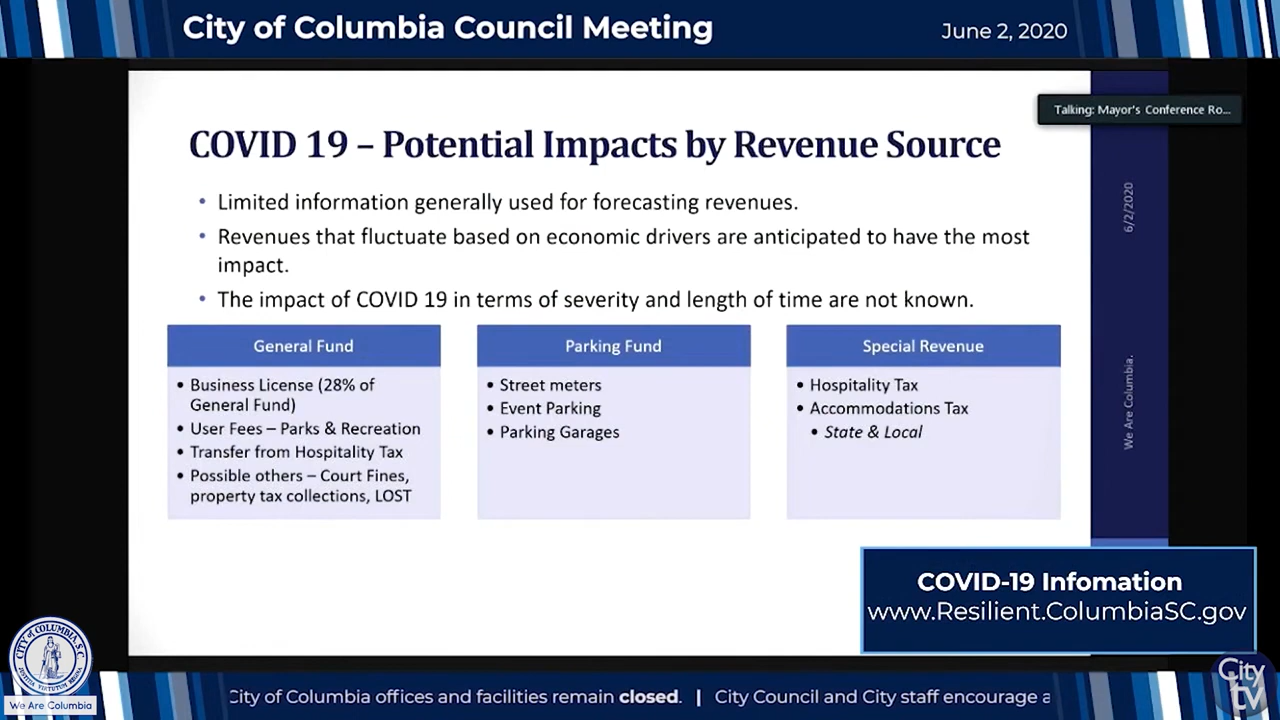 City of Columbia Council Meeting
June 2, 2020
Talking: Mayor's Conference Ro...
COVID 19 – Potential Impacts by Revenue Source
6/2/2020
• Limited information generally used for forecasting revenues.
• Revenues that fluctuate based on economic drivers are anticipated to have the most
impact.
• The impact of COVID 19 in terms of severity and length of time are not known.
General Fund
• Business License (28% of
General Fund)
• User Fees – Parks & Recreation
• Transfer from Hospitality Tax
• Possible others – Court Fines,
property tax collections, LOST
Parking Fund
• Street meters
• Event Parking
• Parking Garages
Special Revenue
• Hospitality Tax
• Accommodations Tax
• State & Local
We Are Columbia.
COVID-19 Infomation
www.Resilient.ColumbiaSC.gov
CITY OF COLUMBIA S.C.
We Are Columbia
City of Columbia offices and facilities remain closed. | City Council and City staff encourage a
City
tv